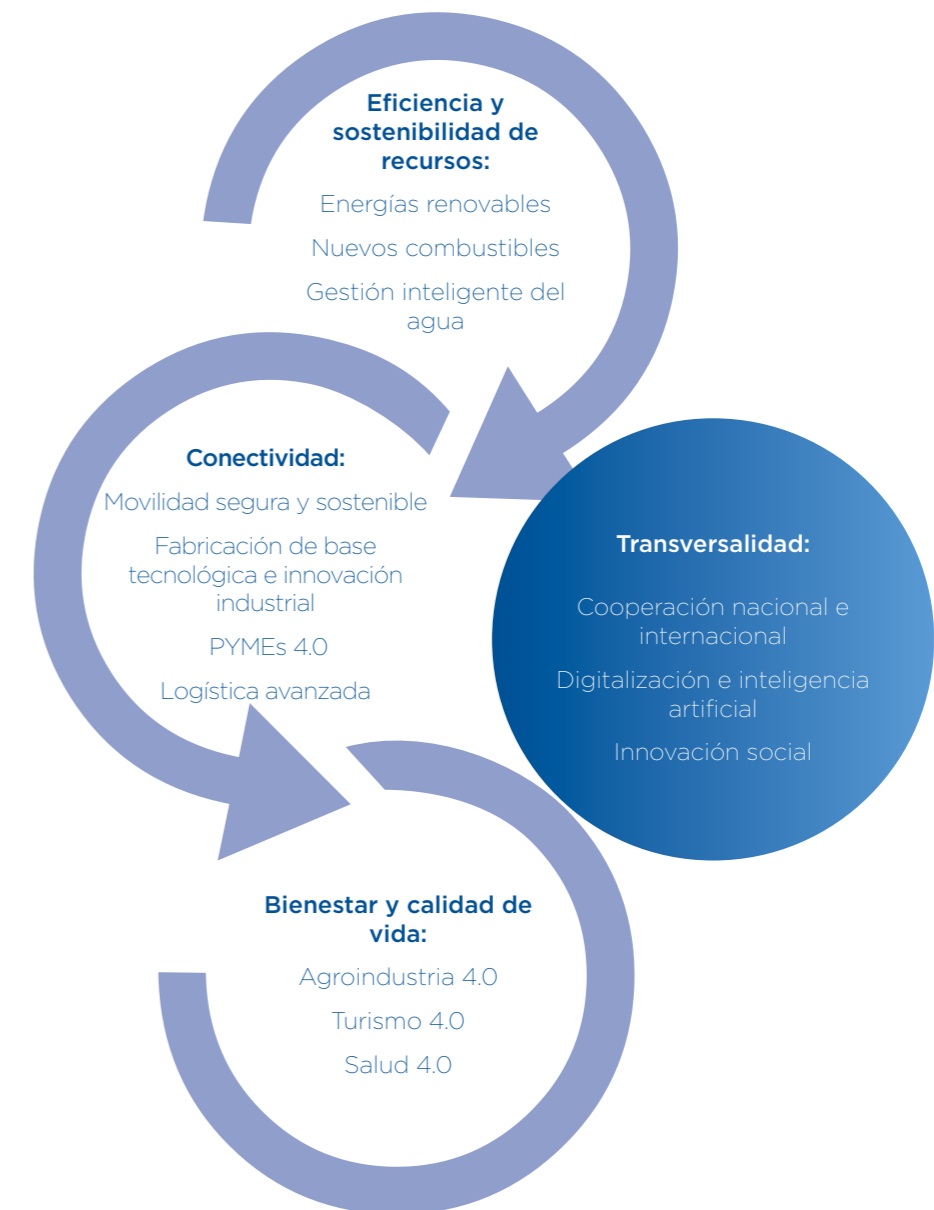 Eficiencia y
sostenibilidad de
recursos:
Energías renovables
Nuevos combustibles
Gestión inteligente del
agua
Conectividad:
Movilidad segura y sostenible
Fabricación de base
tecnológica e innovación
industrial
PYMEs 4.0
Logística avanzada
Transversalidad:
Cooperación nacional e
internacional
Digitalización e inteligencia
artificial
Innovación social
Bienestar y calidad de
vida:
Agroindustria 4.0
Turismo 4.0
Salud 4.0